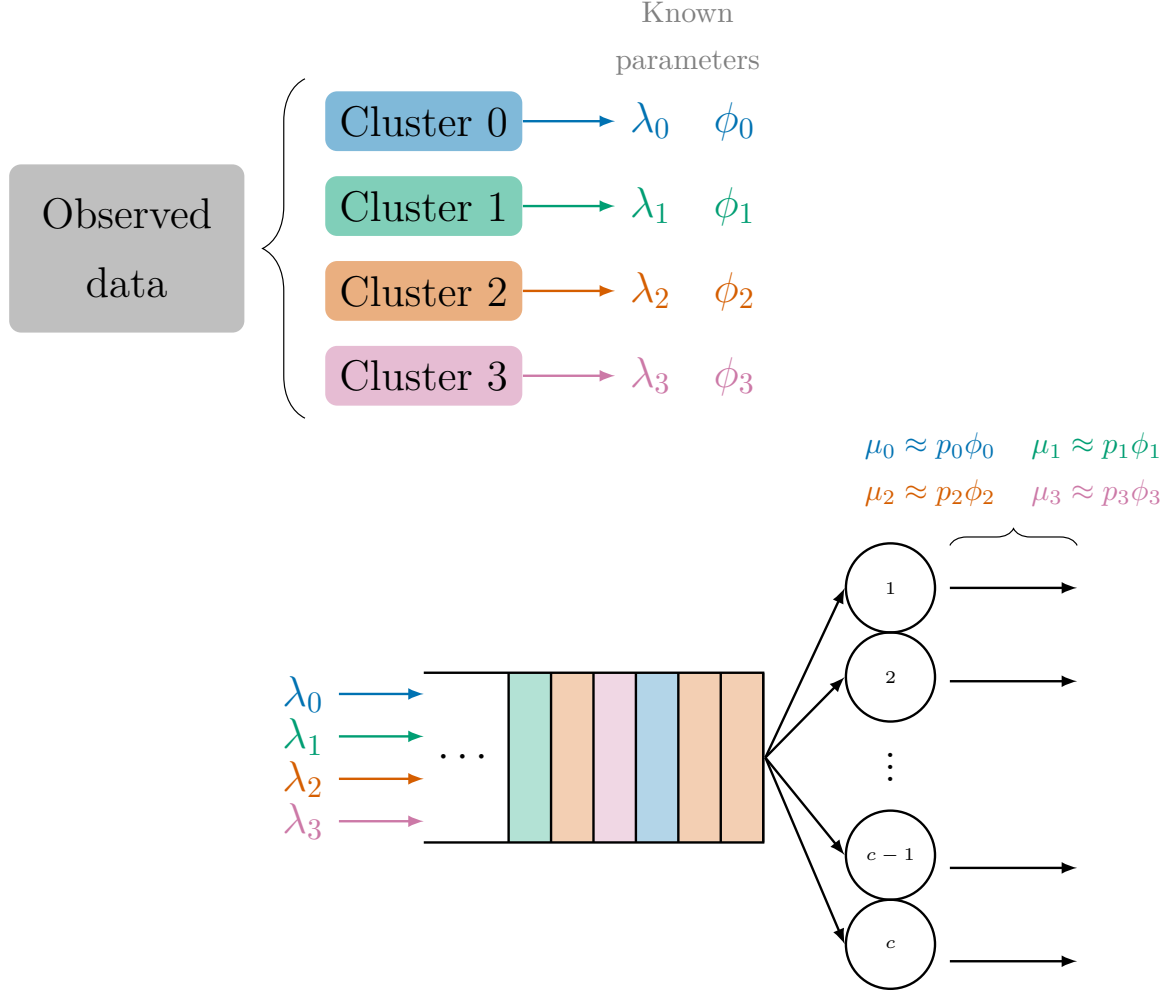 Known
parameters
Observed
data
Cluster 0 λ₀ ϕ₀
Cluster 1 λ₁ ϕ₁
Cluster 2 λ₂ ϕ₂
Cluster 3 λ₃ ϕ₃
μ₀ ≈ p₀ϕ₀ μ₁ ≈ p₁ϕ₁
μ₂ ≈ p₂ϕ₂ μ₃ ≈ p₃ϕ₃
λ₀
λ₁
λ₂
λ₃
...
1
2
⋮
c − 1
c